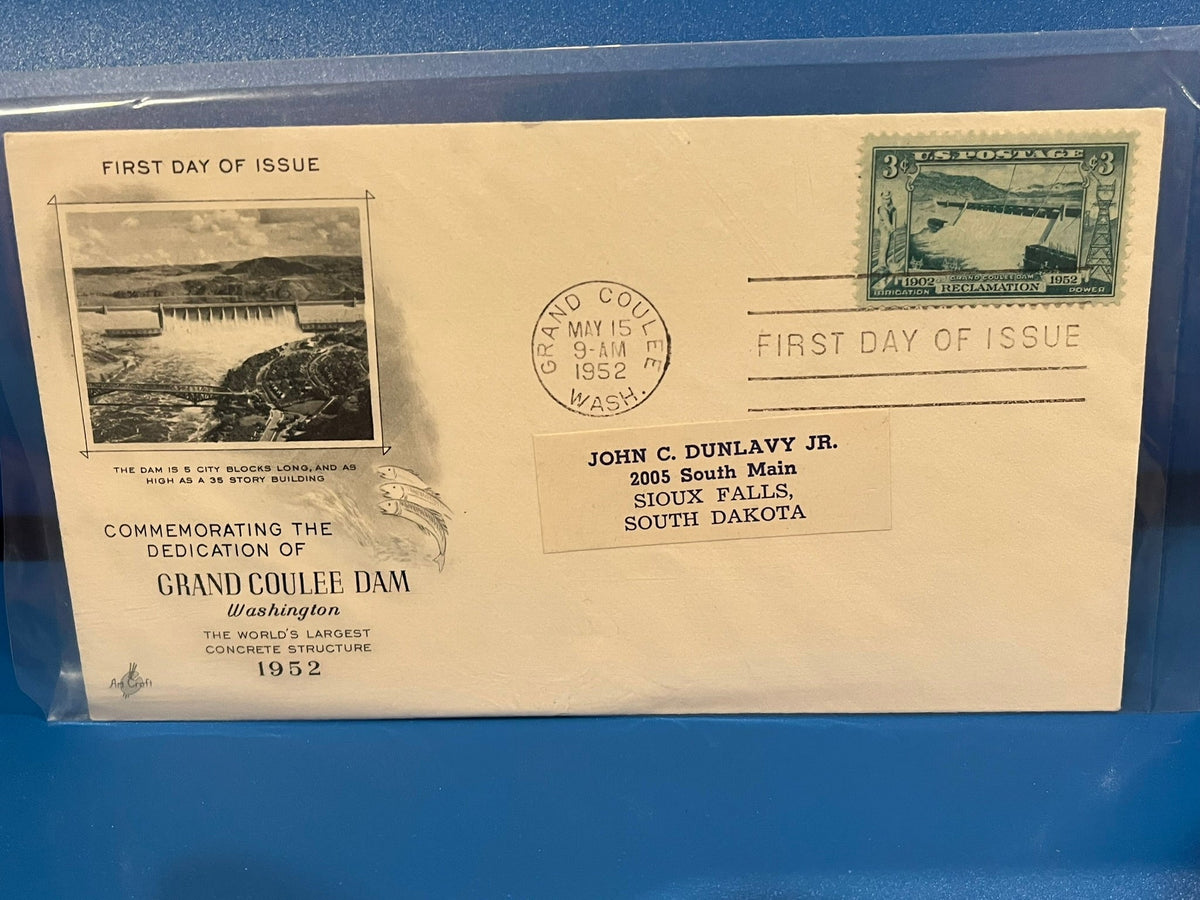 FIRST DAY OF ISSUE
THE DAM IS 5 CITY BLOCKS LONG, AND AS
HIGH AS A 35 STORY BUILDING
COMMEMORATING THE
DEDICATION OF
GRAND COULEE DAM
Washington
THE WORLD'S LARGEST
CONCRETE STRUCTURE
1952
Art Craft
GRAND COULEE
MAY 15
9-AM
1952
WASH.
3¢ U.S. POSTAGE ¢3
GRAND COULEE DAM
1902 RECLAMATION 1952
IRRIGATION POWER
FIRST DAY OF ISSUE
JOHN C. DUNLAVY JR.
2005 South Main
SIOUX FALLS,
SOUTH DAKOTA